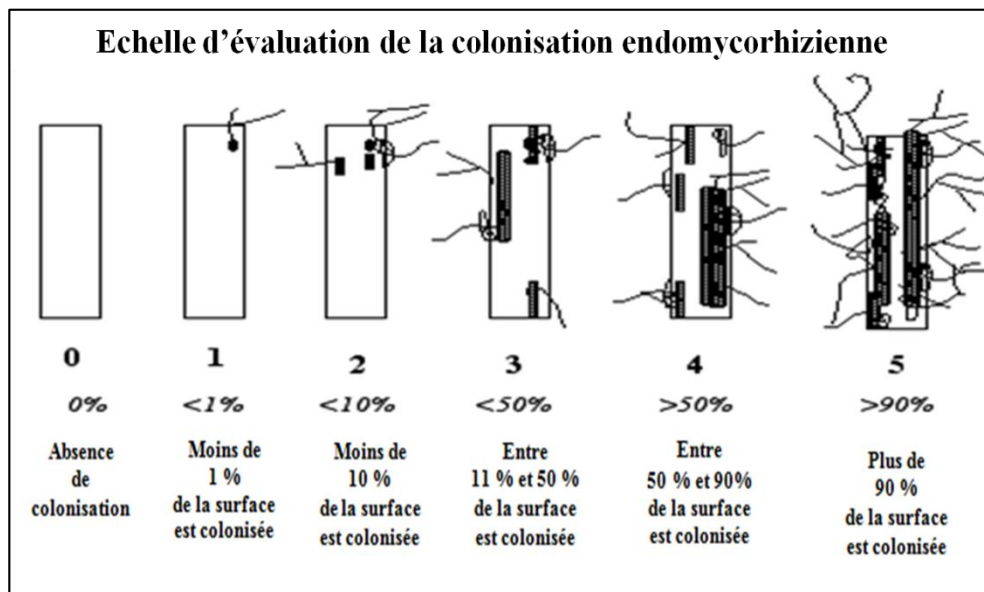 Echelle d'évaluation de la colonisation endomycorhizienne
0 1 2 3 4 5
0% <1% <10% <50% >50% >90%
Absence
de
colonisation
Moins de
1 %
de la surface
est colonisée
Moins de
10 %
de la surface
est colonisée
Entre
11 % et 50 %
de la surface
est colonisée
Entre
50 % et 90%
de la surface
est colonisée
Plus de
90 %
de la surface
est colonisée